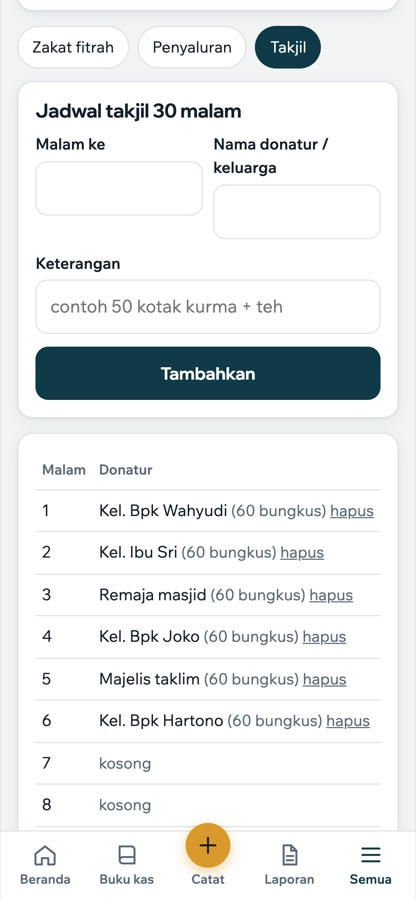 Zakat fitrah Penyaluran Takjil
Jadwal takjil 30 malam
Malam ke
Nama donatur /
keluarga
Keterangan
contoh 50 kotak kurma + teh
Tambahkan
Malam Donatur
1 Kel. Bpk Wahyudi (60 bungkus) hapus
2 Kel. Ibu Sri (60 bungkus) hapus
3 Remaja masjid (60 bungkus) hapus
4 Kel. Bpk Joko (60 bungkus) hapus
5 Majelis taklim (60 bungkus) hapus
6 Kel. Bpk Hartono (60 bungkus) hapus
7 kosong
8 kosong
+
Beranda Buku kas Catat Laporan Semua